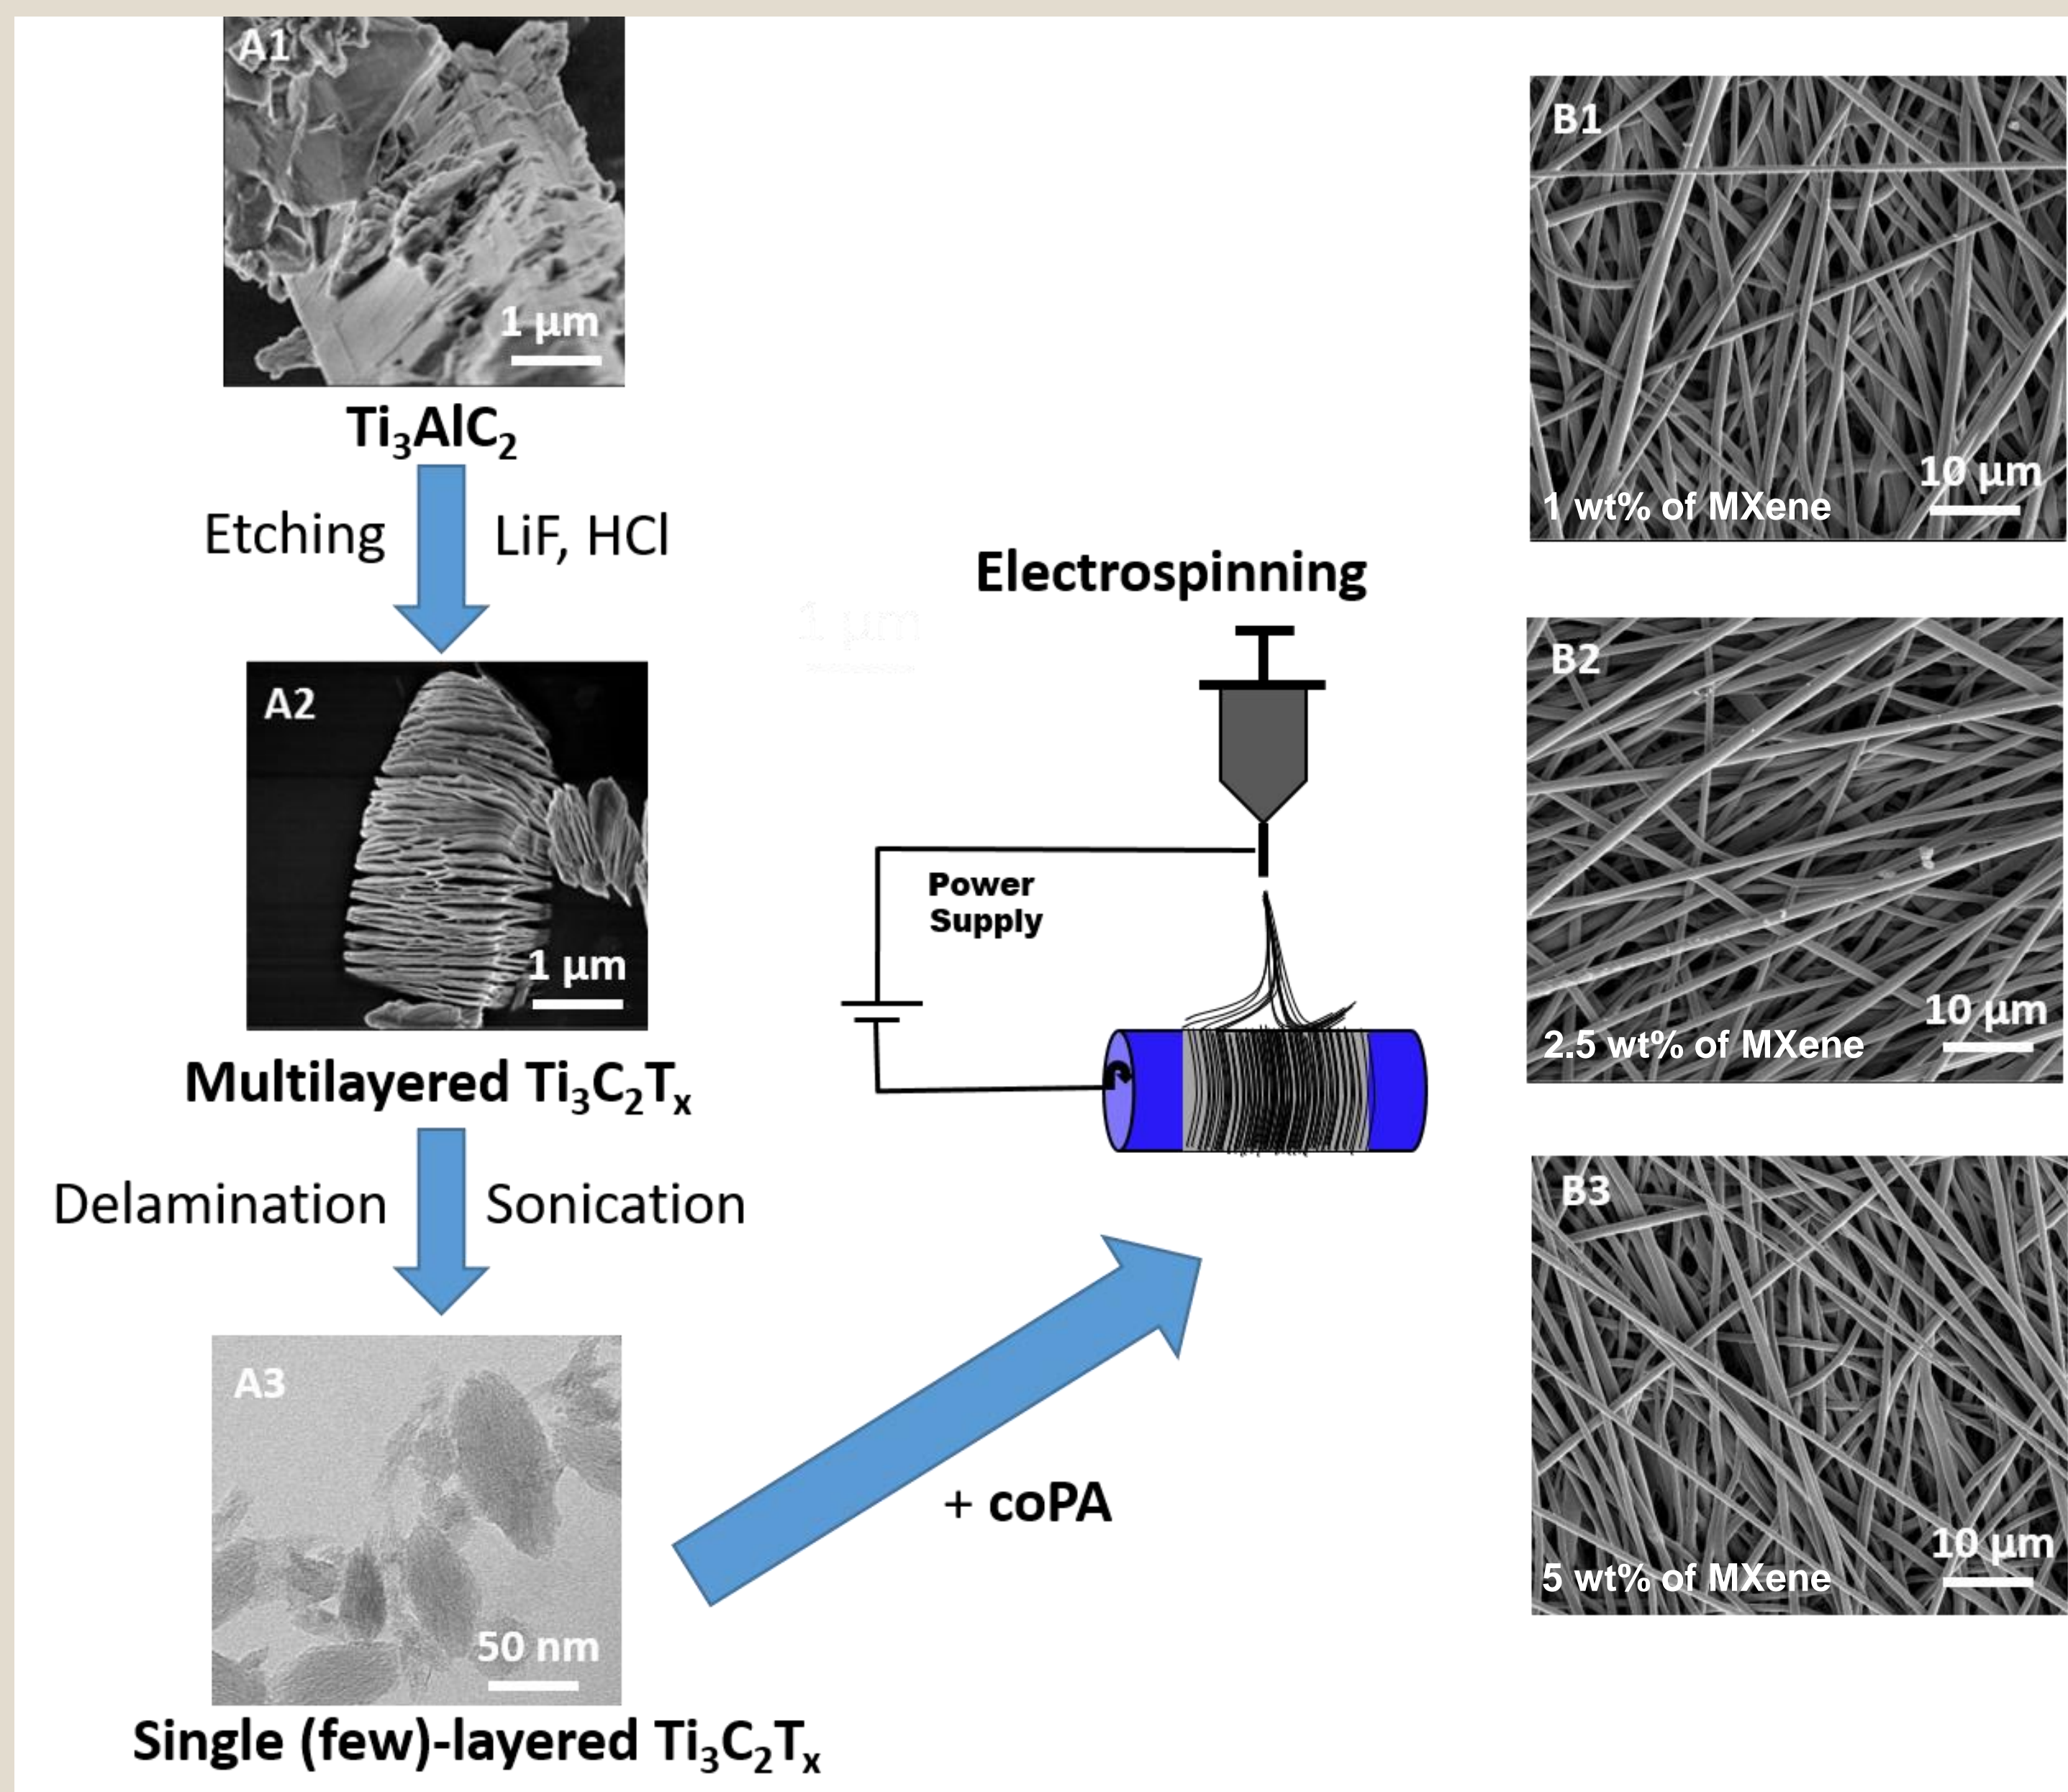 A1
1 µm
Ti₃AlC₂
Etching
LiF, HCl
A2
1 µm
Multilayered Ti₃C₂Tₓ
Delamination
Sonication
A3
50 nm
Single (few)-layered Ti₃C₂Tₓ
1 µm
Electrospinning
Power
Supply
+ coPA
B1
10 µm
1 wt% of MXene
B2
10 µm
2.5 wt% of MXene
B3
10 µm
5 wt% of MXene